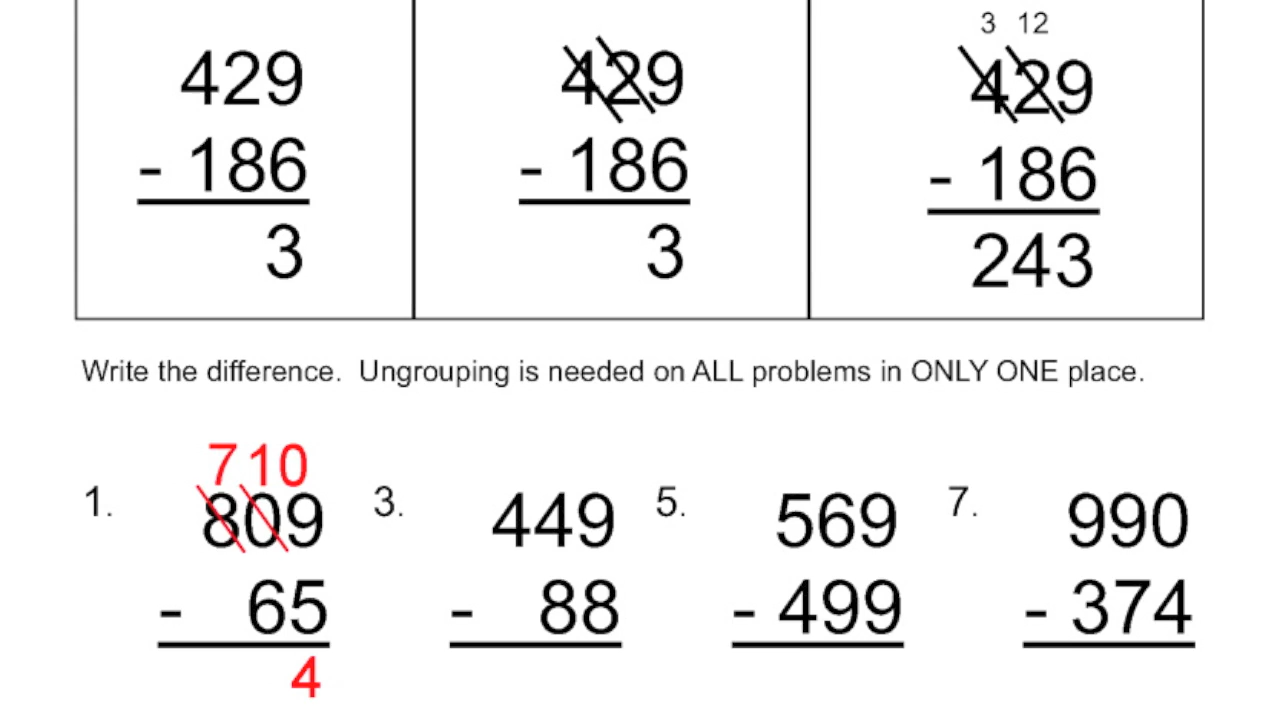 3 12
429 429 429
- 186 - 186 - 186
3 3 243
Write the difference. Ungrouping is needed on ALL problems in ONLY ONE place.
7 10
1. 809 3. 449 5. 569 7. 990
- 65 - 88 - 499 - 374
4